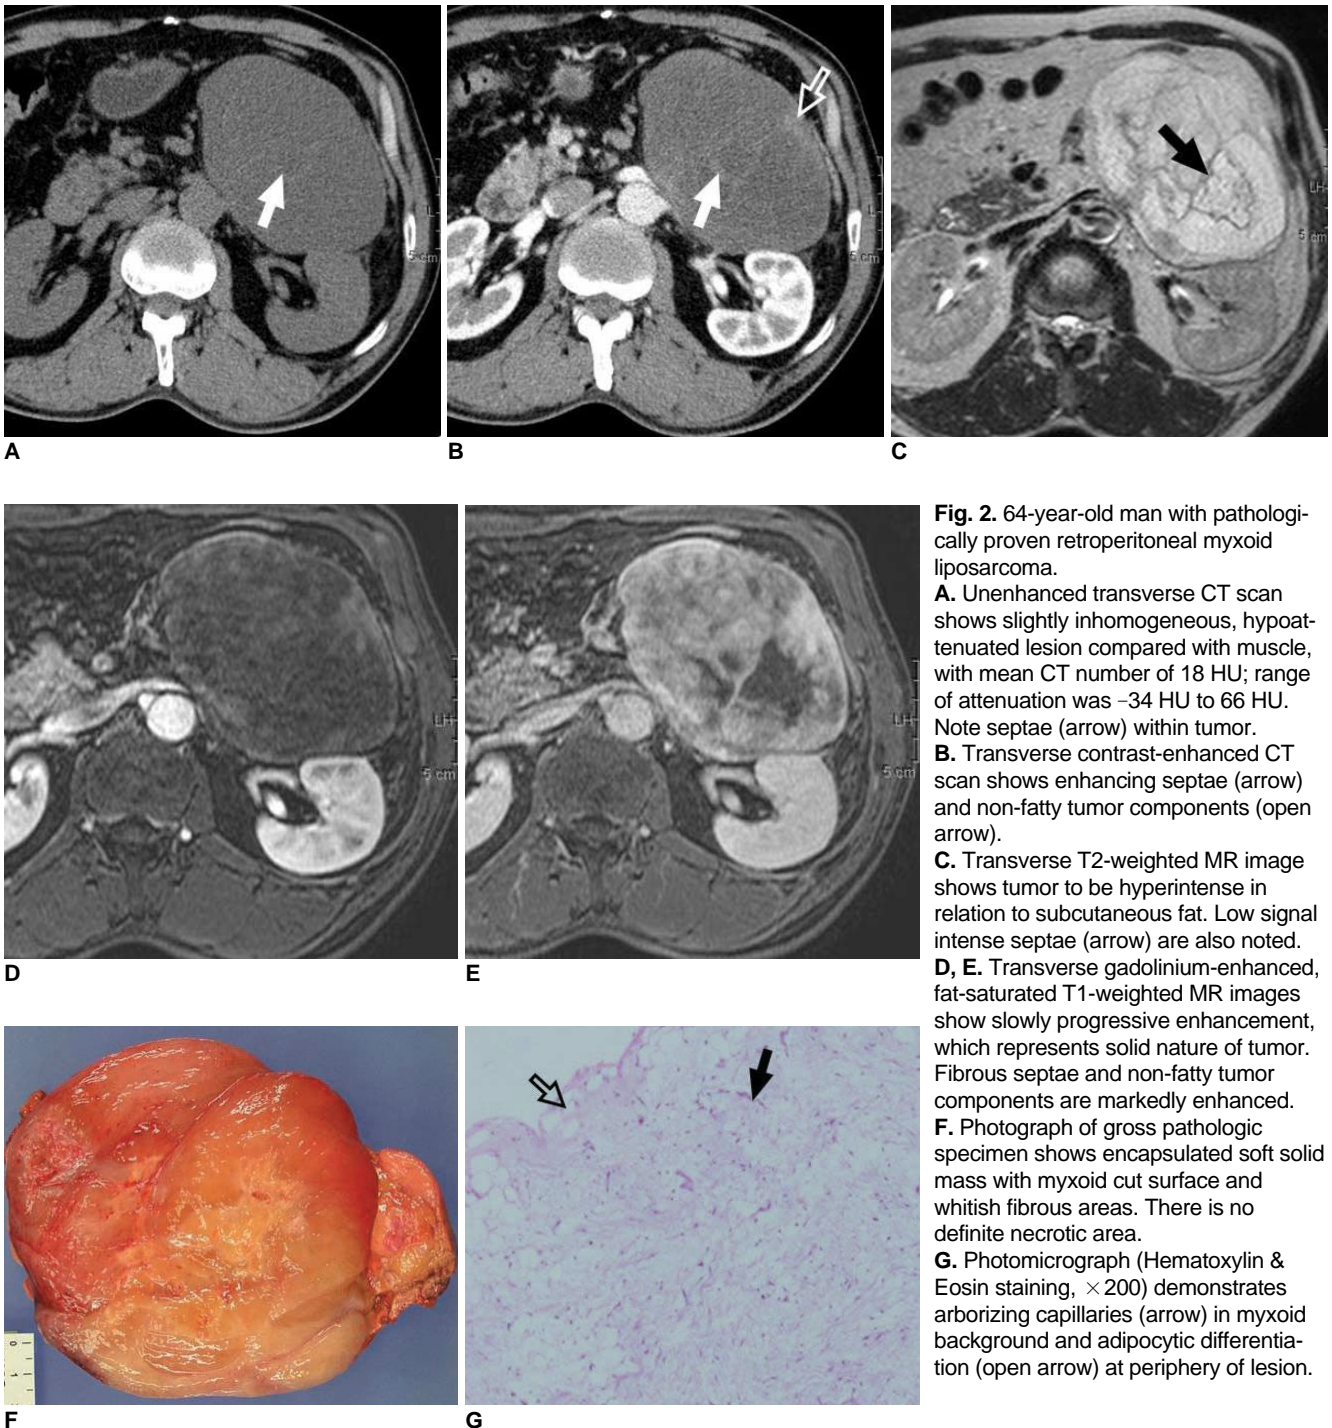 5 cm
L
5 cm
LH
5 cm
A
B
C
LH
5 cm
LH
5 cm
D
E
Fig. 2. 64-year-old man with pathologi-
cally proven retroperitoneal myxoid
liposarcoma.
A. Unenhanced transverse CT scan
shows slightly inhomogeneous, hypoat-
tenuated lesion compared with muscle,
with mean CT number of 18 HU; range
of attenuation was −34 HU to 66 HU.
Note septae (arrow) within tumor.
B. Transverse contrast-enhanced CT
scan shows enhancing septae (arrow)
and non-fatty tumor components (open
arrow).
C. Transverse T2-weighted MR image
shows tumor to be hyperintense in
relation to subcutaneous fat. Low signal
intense septae (arrow) are also noted.
D, E. Transverse gadolinium-enhanced,
fat-saturated T1-weighted MR images
show slowly progressive enhancement,
which represents solid nature of tumor.
Fibrous septae and non-fatty tumor
components are markedly enhanced.
F. Photograph of gross pathologic
specimen shows encapsulated soft solid
mass with myxoid cut surface and
whitish fibrous areas. There is no
definite necrotic area.
G. Photomicrograph (Hematoxylin &
Eosin staining, ×200) demonstrates
arborizing capillaries (arrow) in myxoid
background and adipocytic differentia-
tion (open arrow) at periphery of lesion.
0 1
F
G